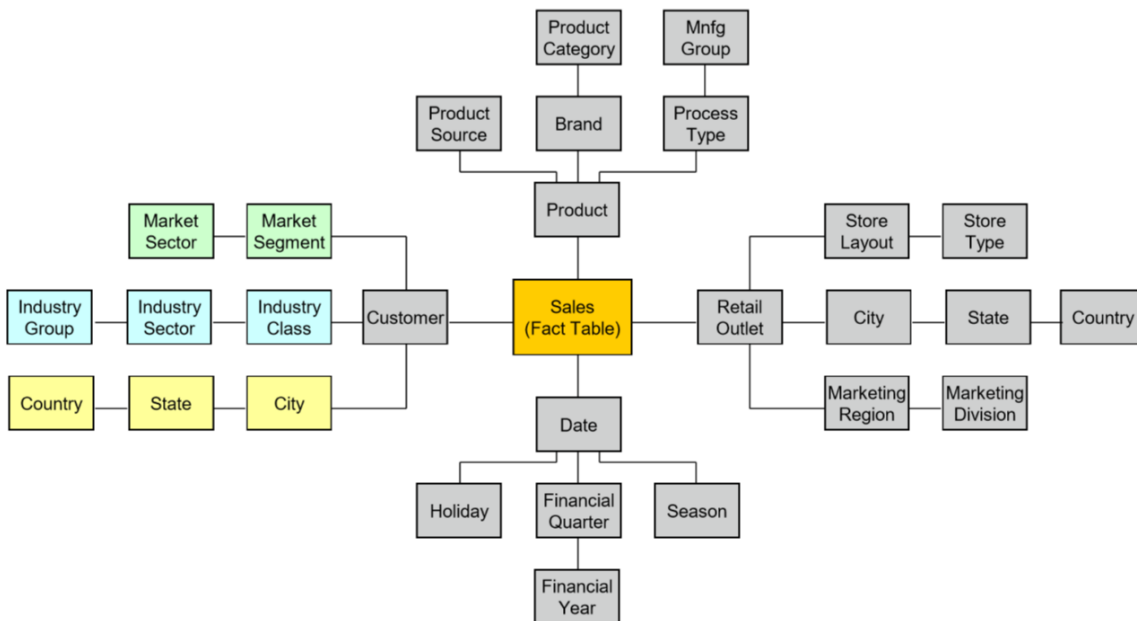 Product
Category
Mnfg
Group
Product
Source
Brand
Process
Type
Product
Market
Sector
Market
Segment
Store
Layout
Store
Type
Industry
Group
Industry
Sector
Industry
Class
Customer
Sales
(Fact Table)
Retail
Outlet
City
State
Country
Country
State
City
Date
Marketing
Region
Marketing
Division
Holiday
Financial
Quarter
Season
Financial
Year